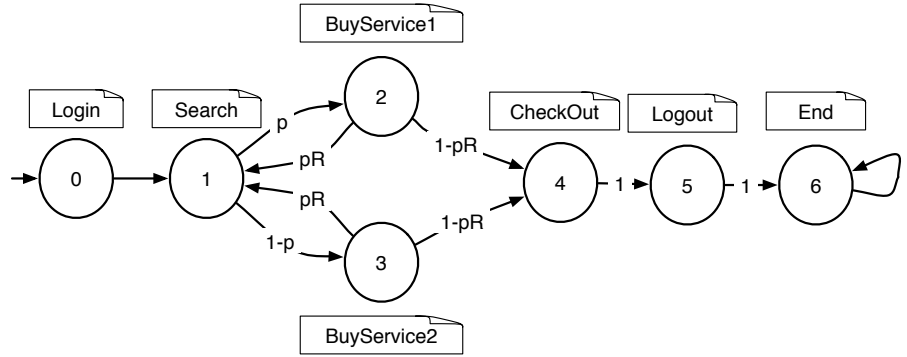 BuyService1
Login
Search
CheckOut
Logout
End
0
1
2
3
4
5
6
p
pR
1-pR
pR
1-p
1-pR
1
1
BuyService2